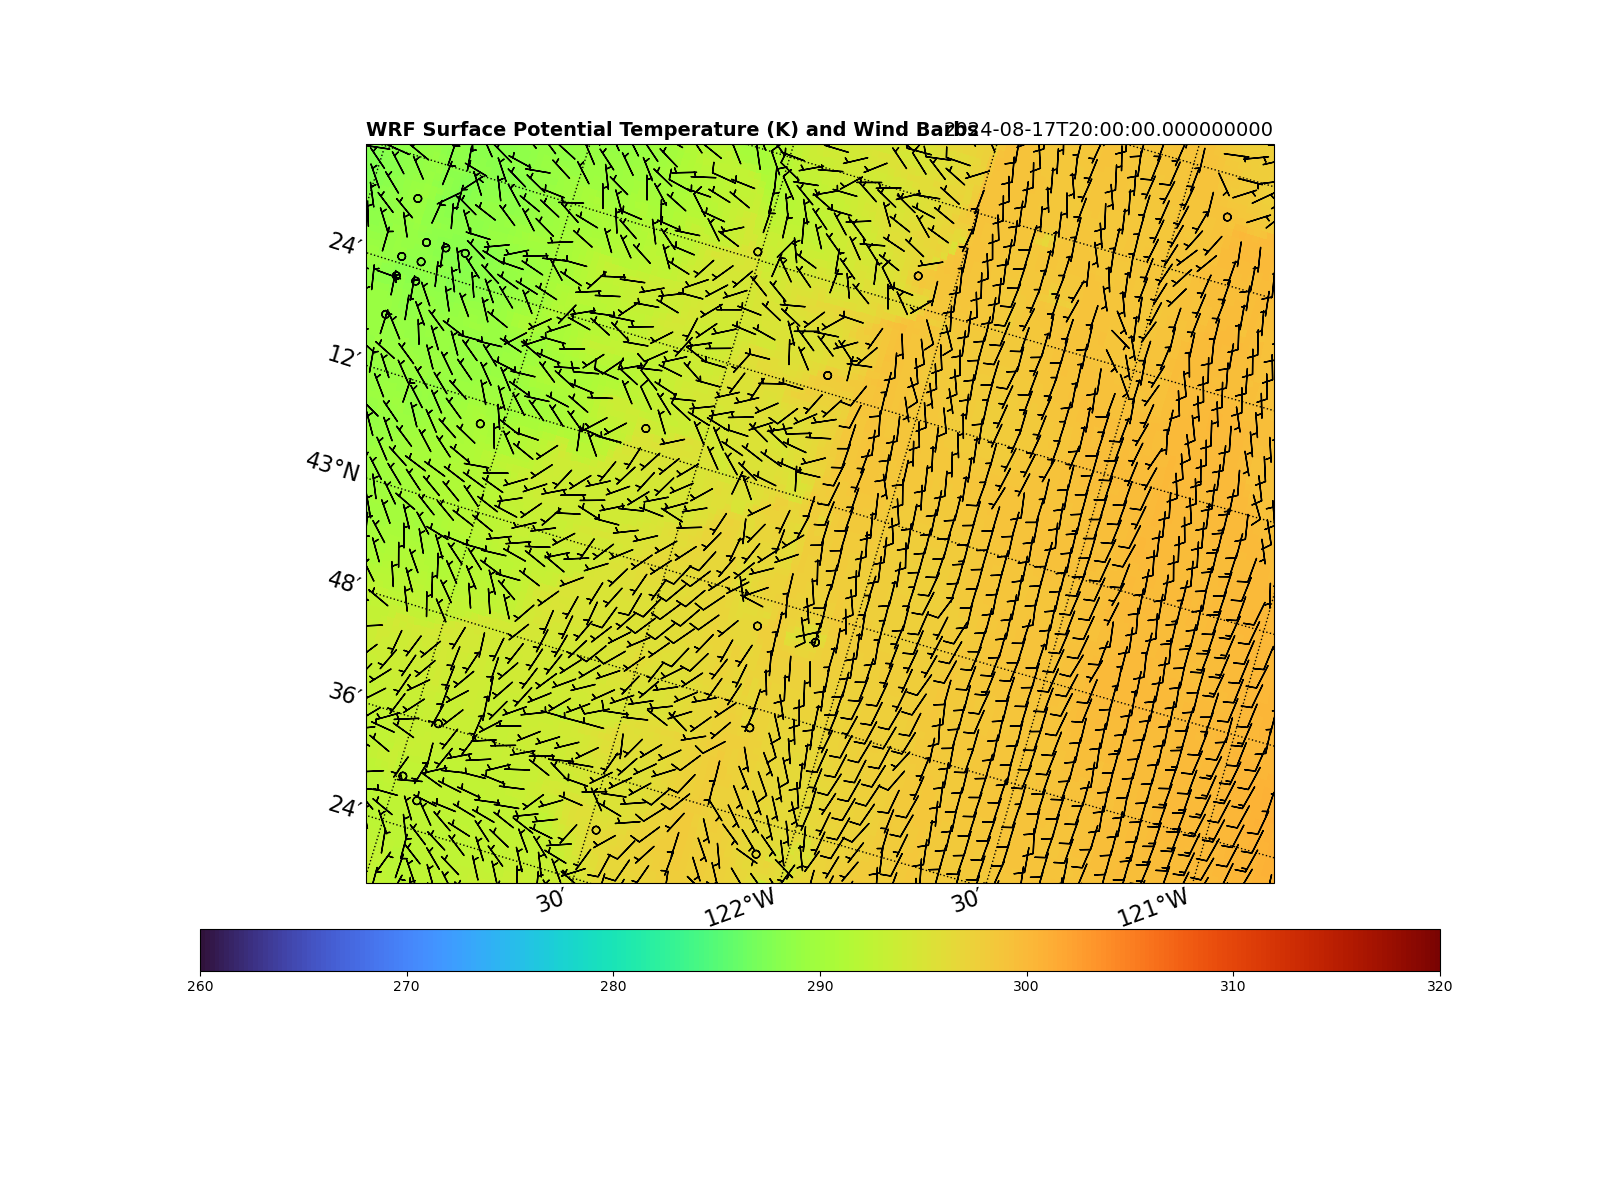 WRF Surface Potential Temperature (K) and Wind Barbs 2024-08-17T20:00:00.000000000
24′
12′
43°N
48′
36′
24′
30′ 122°W 30′ 121°W
260 270 280 290 300 310 320